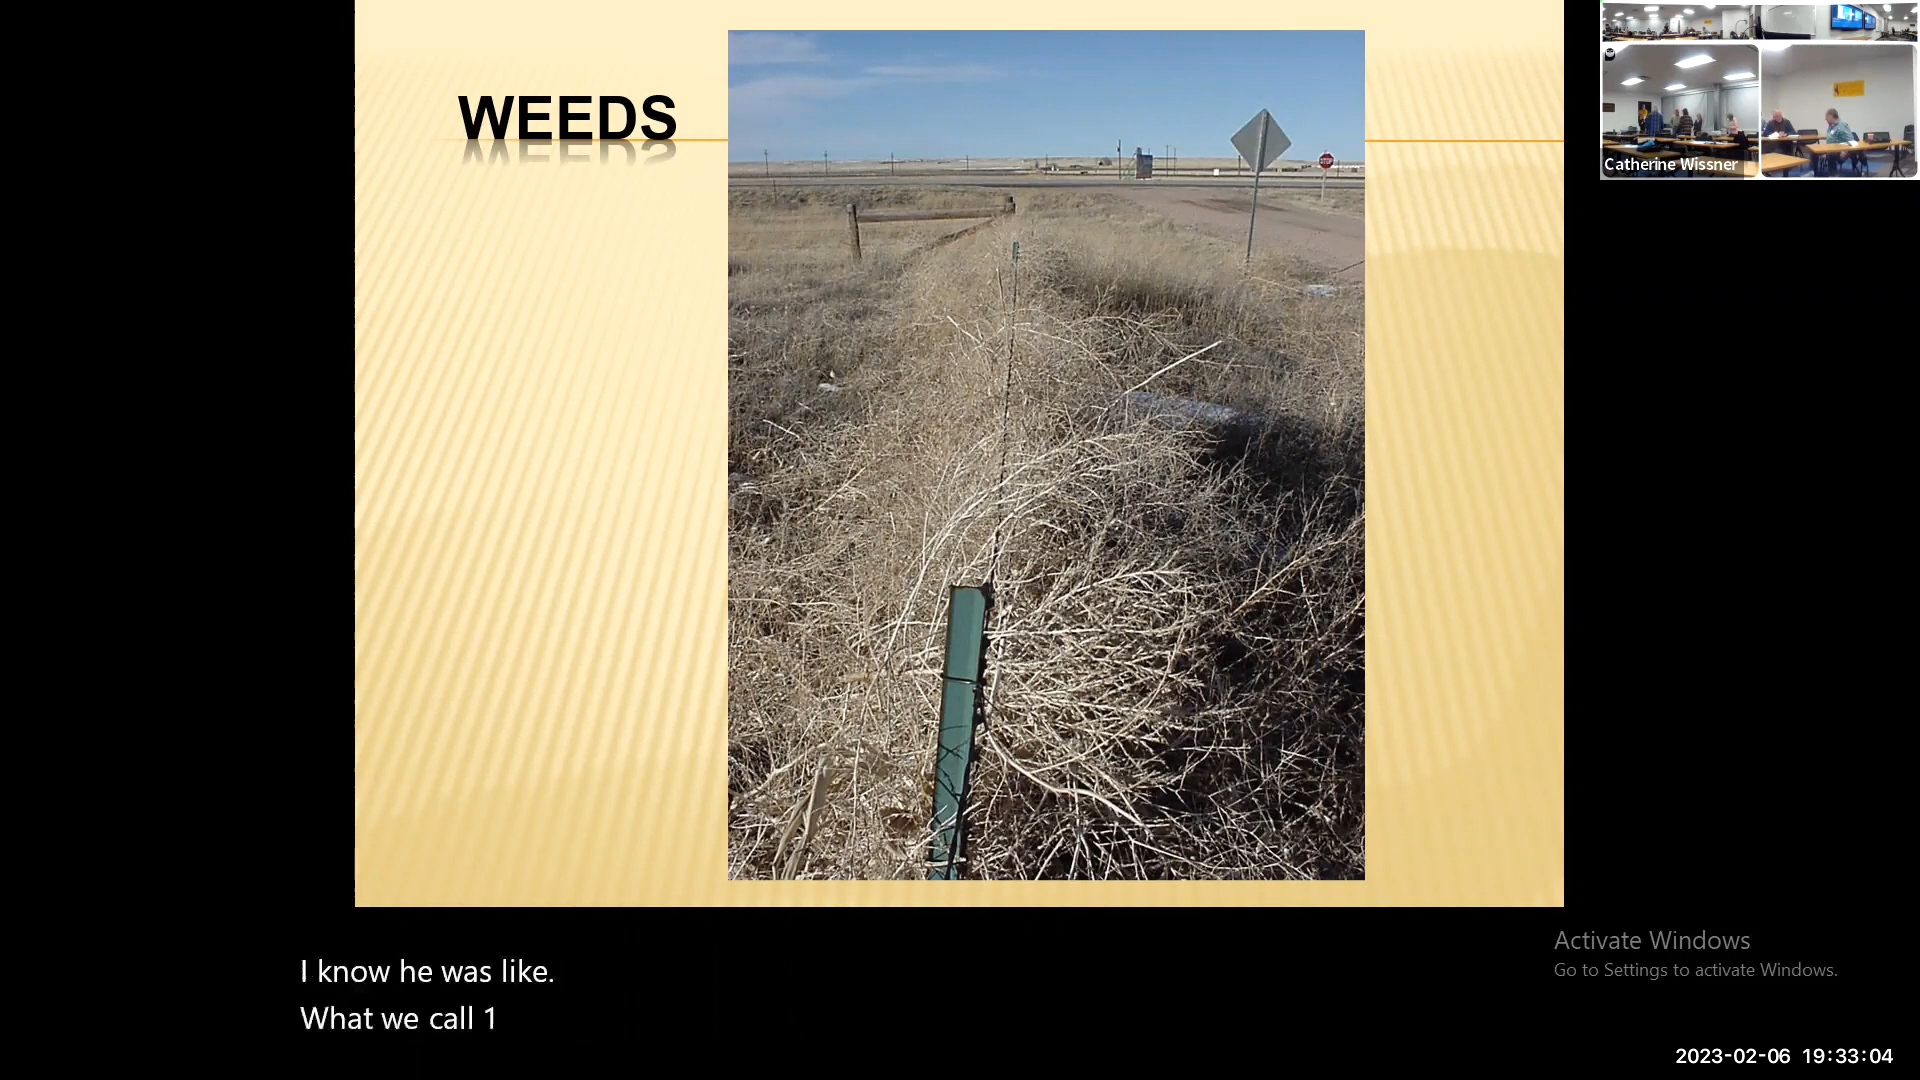 WEEDS
STOP
Catherine Wissner
I know he was like.
What we call 1
Activate Windows
Go to Settings to activate Windows.
2023-02-06 19:33:04